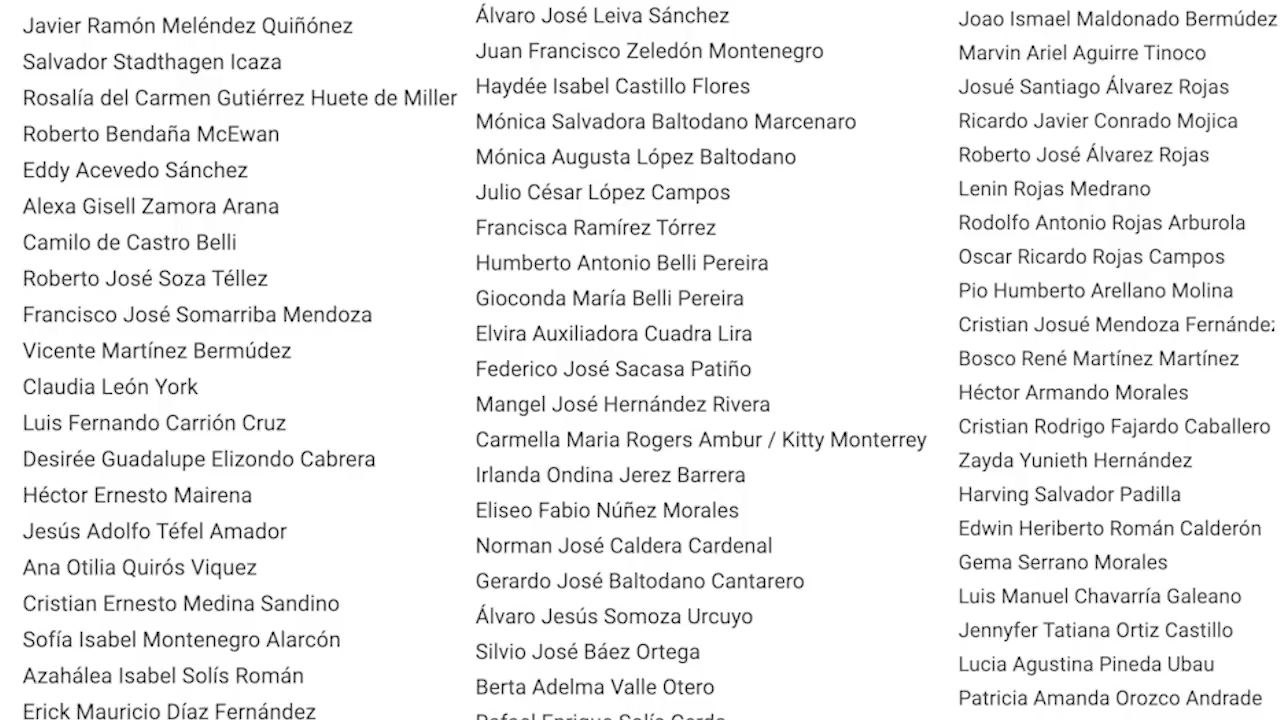 Javier Ramón Meléndez Quiñónez
Salvador Stadthagen Icaza
Rosalía del Carmen Gutiérrez Huete de Miller
Roberto Bendaña McEwan
Eddy Acevedo Sánchez
Alexa Gisell Zamora Arana
Camilo de Castro Belli
Roberto José Soza Téllez
Francisco José Somarriba Mendoza
Vicente Martínez Bermúdez
Claudia León York
Luis Fernando Carrión Cruz
Desirée Guadalupe Elizondo Cabrera
Héctor Ernesto Mairena
Jesús Adolfo Téfel Amador
Ana Otilia Quirós Viquez
Cristian Ernesto Medina Sandino
Sofía Isabel Montenegro Alarcón
Azahálea Isabel Solís Román
Erick Mauricio Díaz Fernández
Álvaro José Leiva Sánchez
Juan Francisco Zeledón Montenegro
Haydée Isabel Castillo Flores
Mónica Salvadora Baltodano Marcenaro
Mónica Augusta López Baltodano
Julio César López Campos
Francisca Ramírez Tórrez
Humberto Antonio Belli Pereira
Gioconda María Belli Pereira
Elvira Auxiliadora Cuadra Lira
Federico José Sacasa Patiño
Mangel José Hernández Rivera
Carmella Maria Rogers Ambur / Kitty Monterrey
Irlanda Ondina Jerez Barrera
Eliseo Fabio Núñez Morales
Norman José Caldera Cardenal
Gerardo José Baltodano Cantarero
Álvaro Jesús Somoza Urcuyo
Silvio José Báez Ortega
Berta Adelma Valle Otero
Rafael Enrique Solís
Joao Ismael Maldonado Bermúdez
Marvin Ariel Aguirre Tinoco
Josué Santiago Álvarez Rojas
Ricardo Javier Conrado Mojica
Roberto José Álvarez Rojas
Lenin Rojas Medrano
Rodolfo Antonio Rojas Arburola
Oscar Ricardo Rojas Campos
Pio Humberto Arellano Molina
Cristian Josué Mendoza Fernández
Bosco René Martínez Martínez
Héctor Armando Morales
Cristian Rodrigo Fajardo Caballero
Zayda Yunieth Hernández
Harving Salvador Padilla
Edwin Heriberto Román Calderón
Gema Serrano Morales
Luis Manuel Chavarría Galeano
Jennyfer Tatiana Ortiz Castillo
Lucia Agustina Pineda Ubau
Patricia Amanda Orozco Andrade